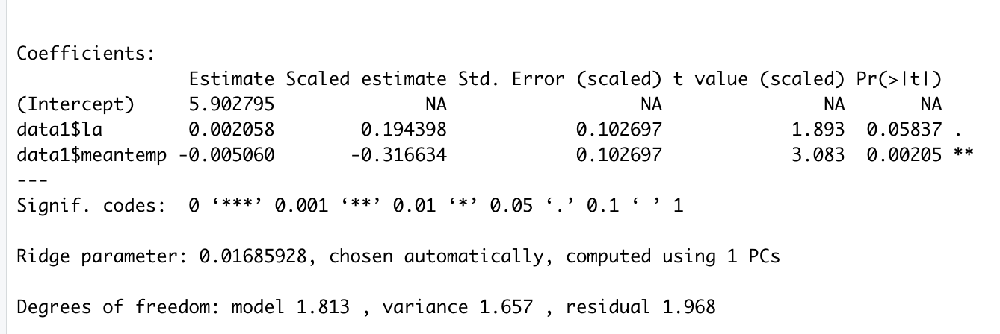 Coefficients:
               Estimate Scaled estimate Std. Error (scaled) t value (scaled) Pr(>|t|)
(Intercept)    5.902795              NA                  NA               NA       NA
data1$la       0.002058        0.194398            0.102697            1.893  0.05837 .
data1$meantemp -0.005060       -0.316634            0.102697            3.083  0.00205 **
---
Signif. codes:  0 ‘***’ 0.001 ‘**’ 0.01 ‘*’ 0.05 ‘.’ 0.1 ‘ ’ 1
Ridge parameter: 0.01685928, chosen automatically, computed using 1 PCs
Degrees of freedom: model 1.813 , variance 1.657 , residual 1.968